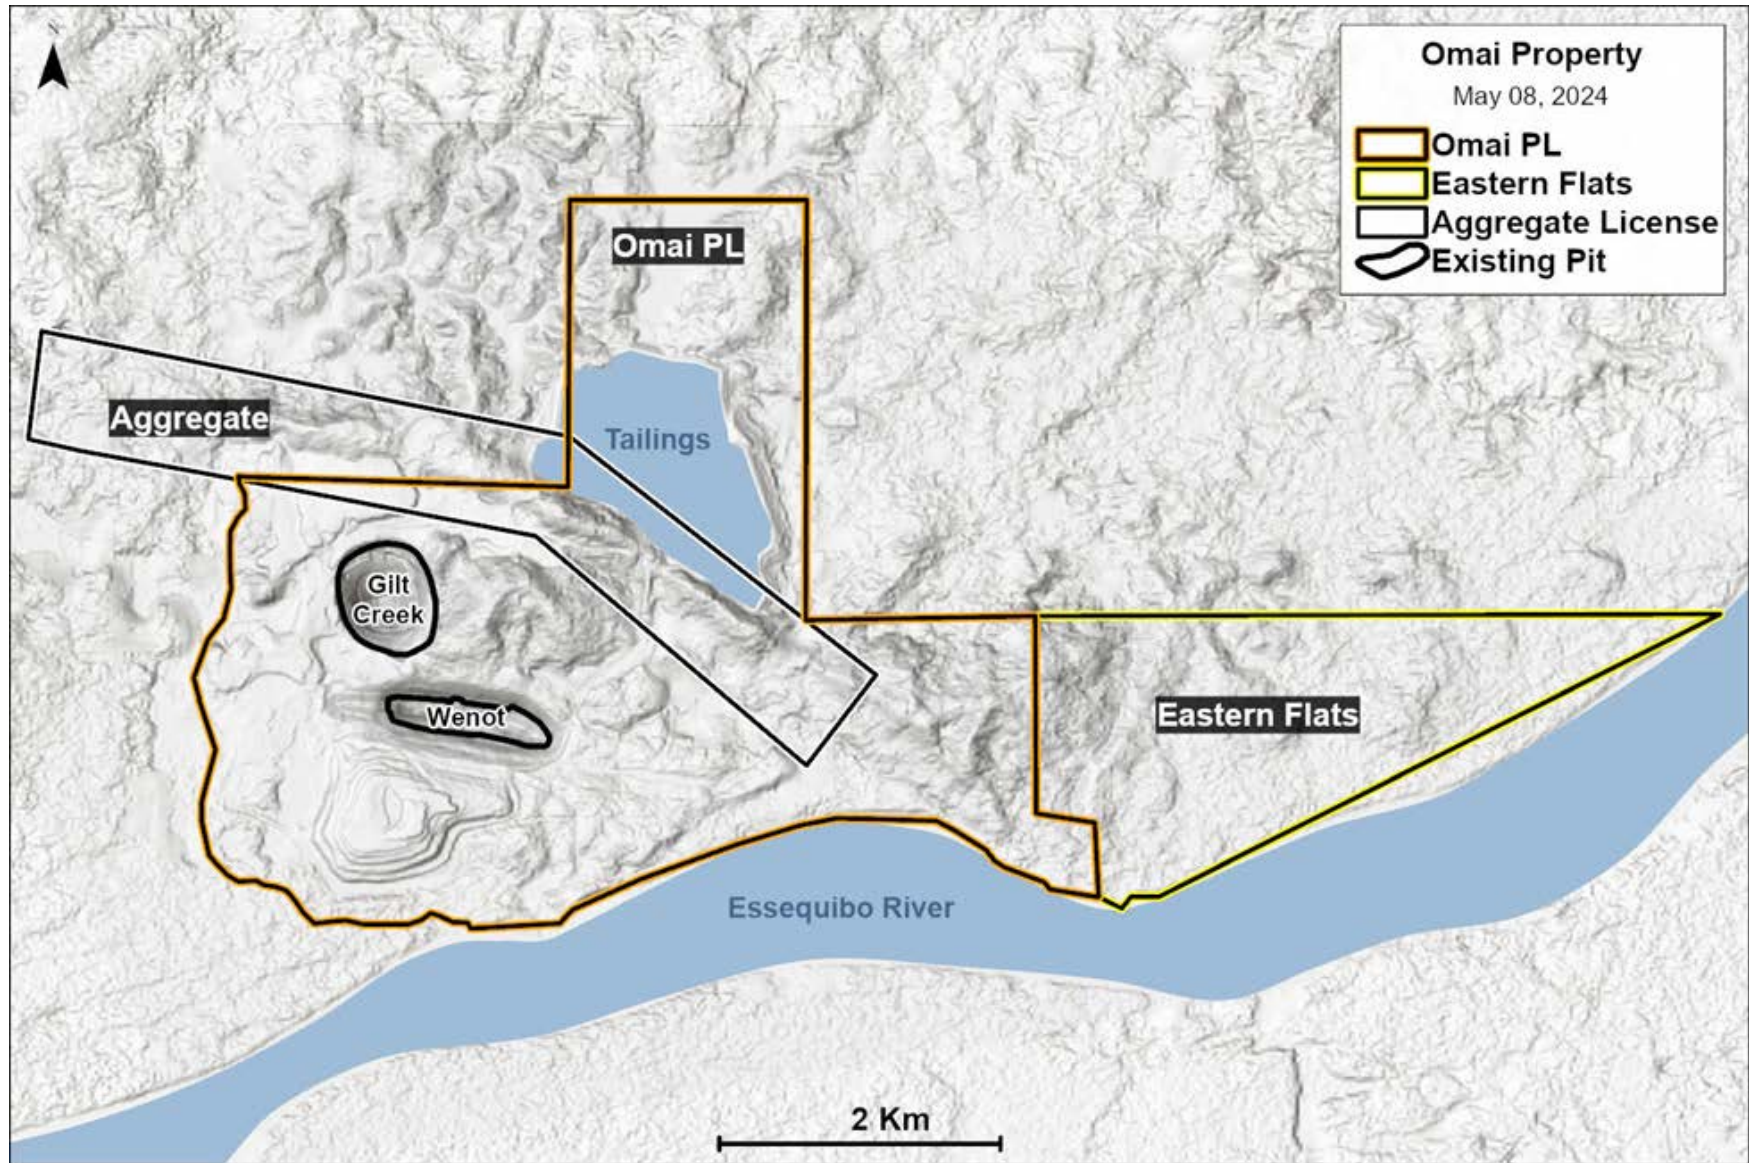 N
Omai Property
May 08, 2024
Omai PL
Eastern Flats
Aggregate License
Existing Pit
Omai PL
Aggregate
Tailings
Gilt
Creek
Wenot
Eastern Flats
Essequibo River
2 Km